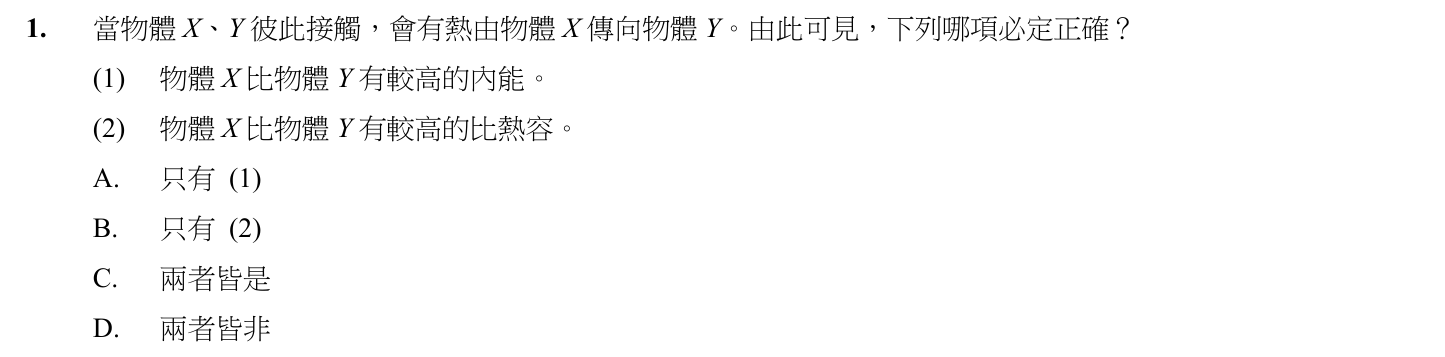 1. 當物體 X、Y 彼此接觸，會有熱由物體 X 傳向物體 Y。由此可見，下列哪項必定正確？
(1) 物體 X 比物體 Y 有較高的內能。
(2) 物體 X 比物體 Y 有較高的比熱容。
A. 只有 (1)
B. 只有 (2)
C. 兩者皆是
D. 兩者皆非